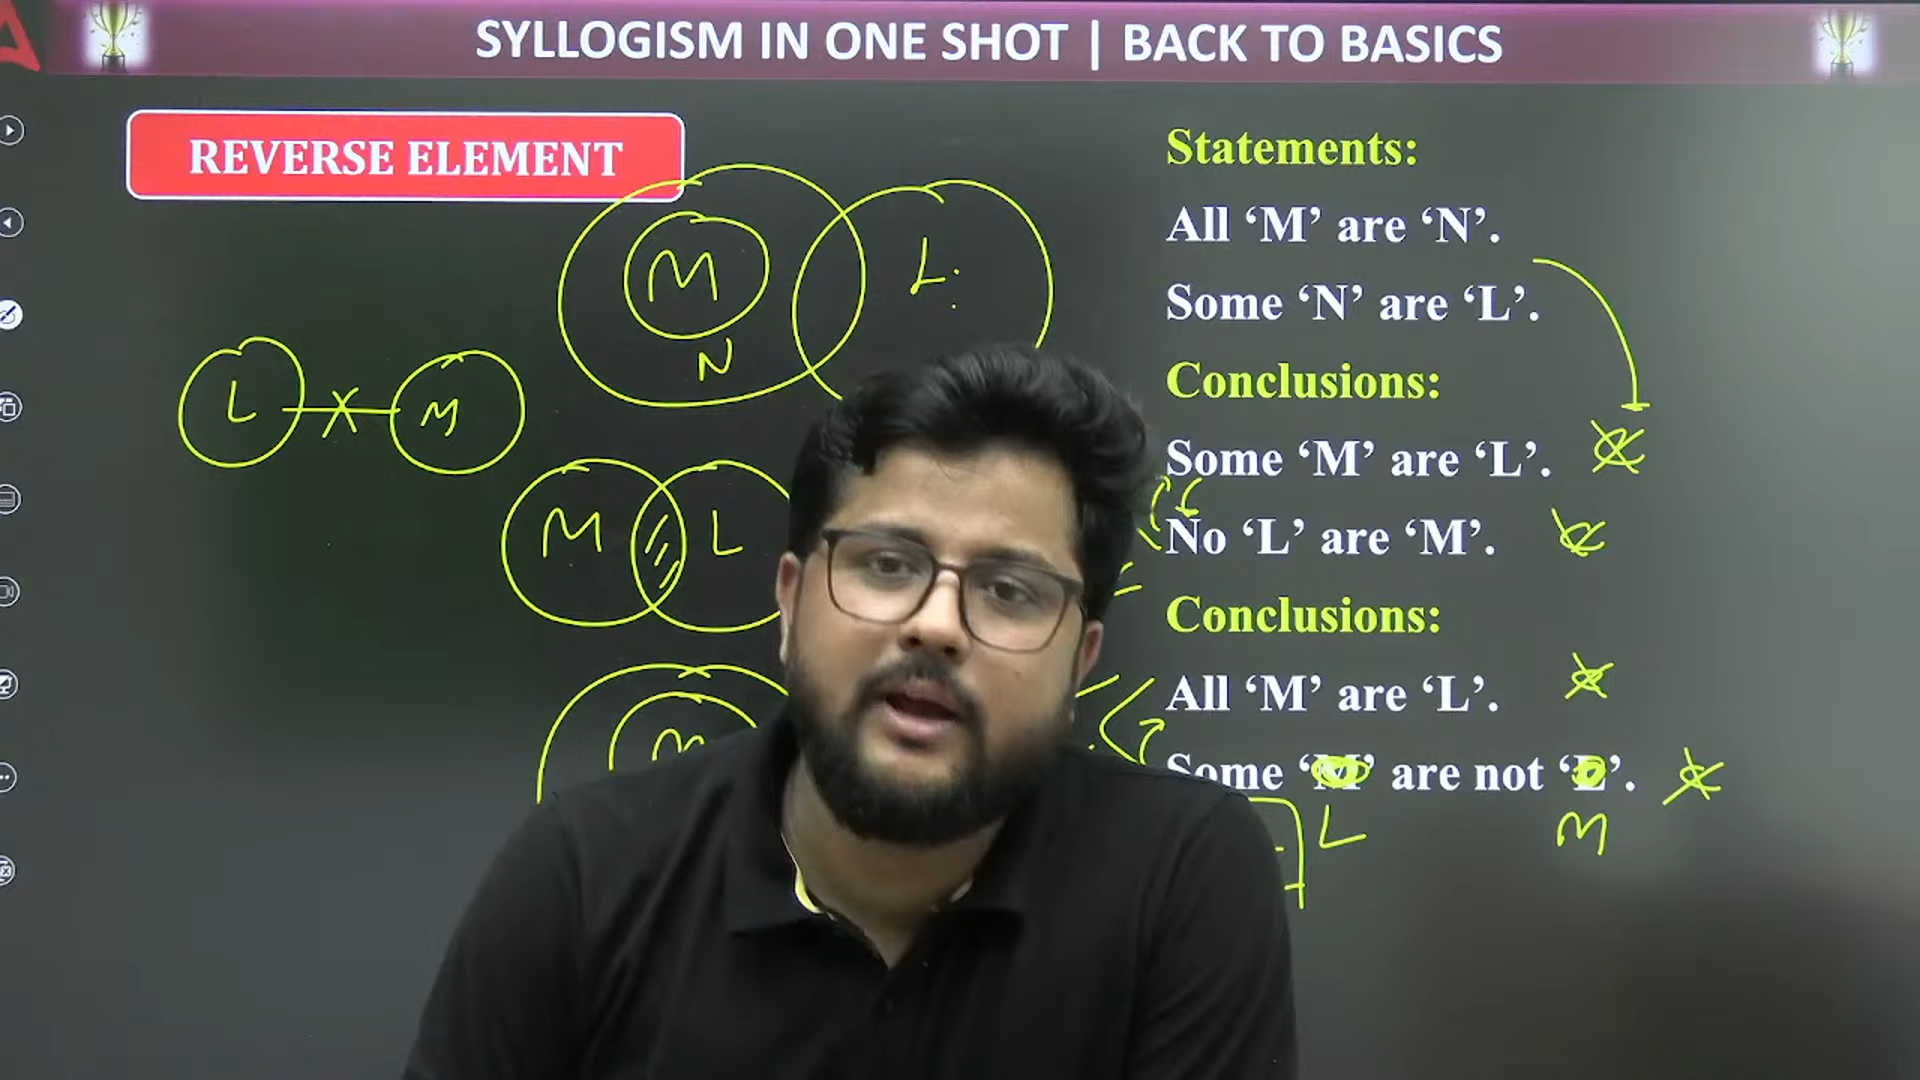 SYLLOGISM IN ONE SHOT | BACK TO BASICS
REVERSE ELEMENT
Statements:
All ‘M’ are ‘N’.
Some ‘N’ are ‘L’.
Conclusions:
Some ‘M’ are ‘L’.
No ‘L’ are ‘M’.
Conclusions:
All ‘M’ are ‘L’.
Some ‘M’ are not ‘L’.
L M
M L
N
L M
M L
M